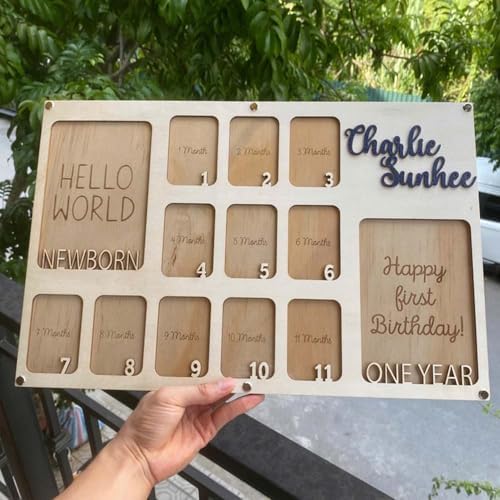 HELLO
WORLD
NEWBORN
1 Month
1
2 Months
2
3 Months
3
Charlie
Sunhee
4 Months
4
5 Months
5
6 Months
6
7 Months
7
8 Months
8
9 Months
9
10 Months
10
11 Months
11
Happy
first
Birthday!
ONE YEAR